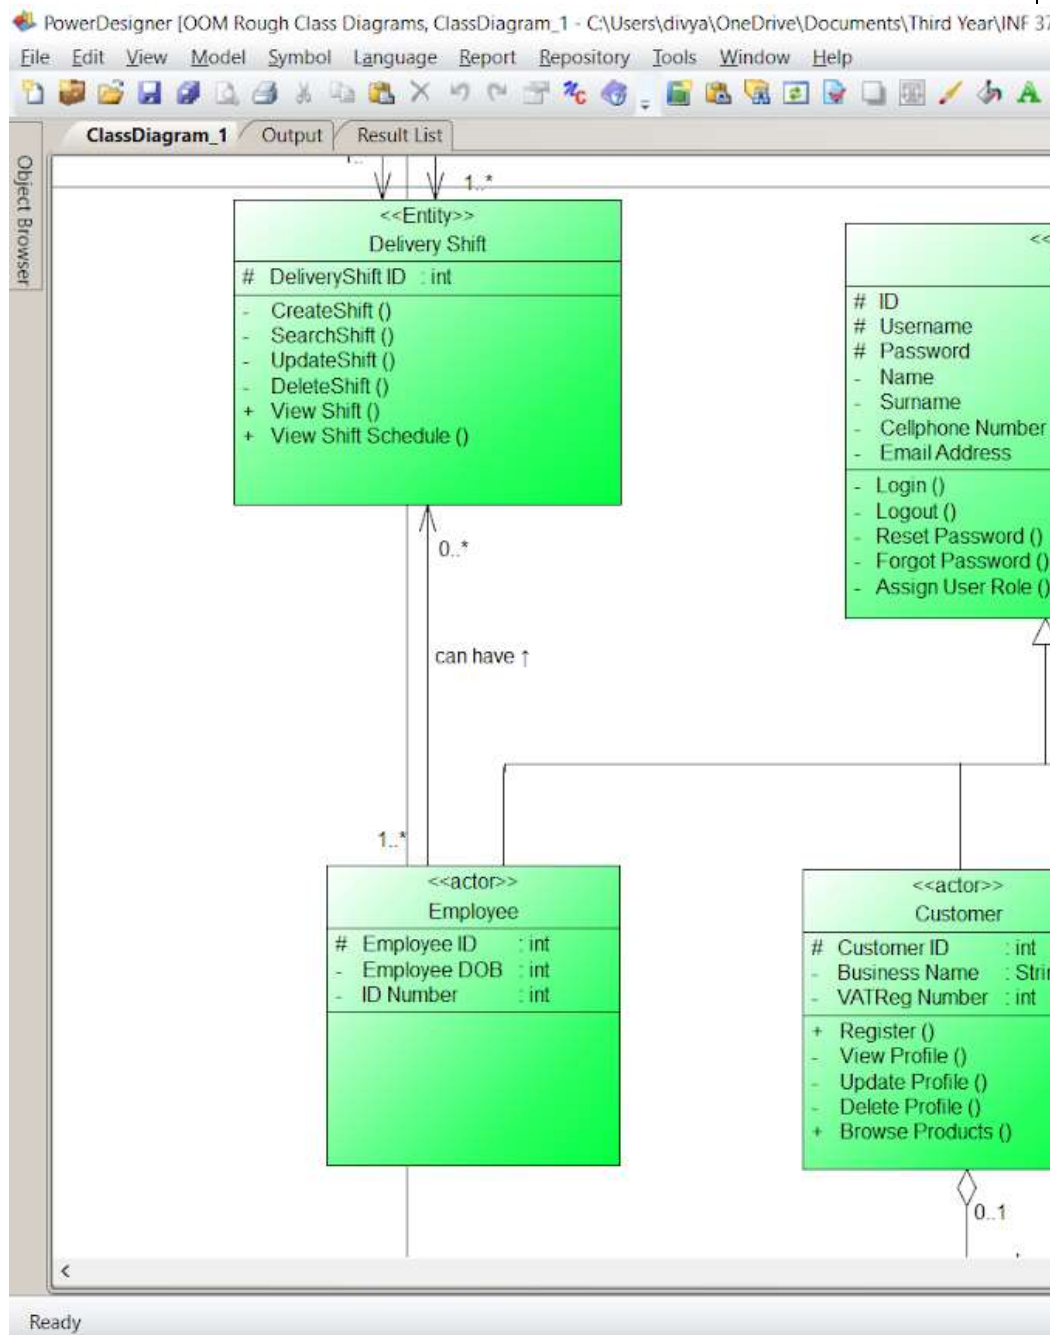 PowerDesigner [OOM Rough Class Diagrams, ClassDiagram_1 - C:\Users\divya\OneDrive\Documents\Third Year\INF 37
File Edit View Model Symbol Language Report Repository Tools Window Help
ClassDiagram_1 Output Result List
Object Browser
1..*
<<Entity>>
Delivery Shift
# DeliveryShift ID : int
- CreateShift ()
- SearchShift ()
- UpdateShift ()
- DeleteShift ()
+ View Shift ()
+ View Shift Schedule ()
<<
# ID
# Username
# Password
- Name
- Surname
- Cellphone Number
- Email Address
- Login ()
- Logout ()
- Reset Password ()
- Forgot Password ()
- Assign User Role ()
0..*
can have ↑
1..*
<<actor>>
Employee
# Employee ID : int
- Employee DOB : int
- ID Number : int
<<actor>>
Customer
# Customer ID : int
- Business Name : Strin
- VATReg Number : int
+ Register ()
- View Profile ()
- Update Profile ()
- Delete Profile ()
+ Browse Products ()
0..1
Ready